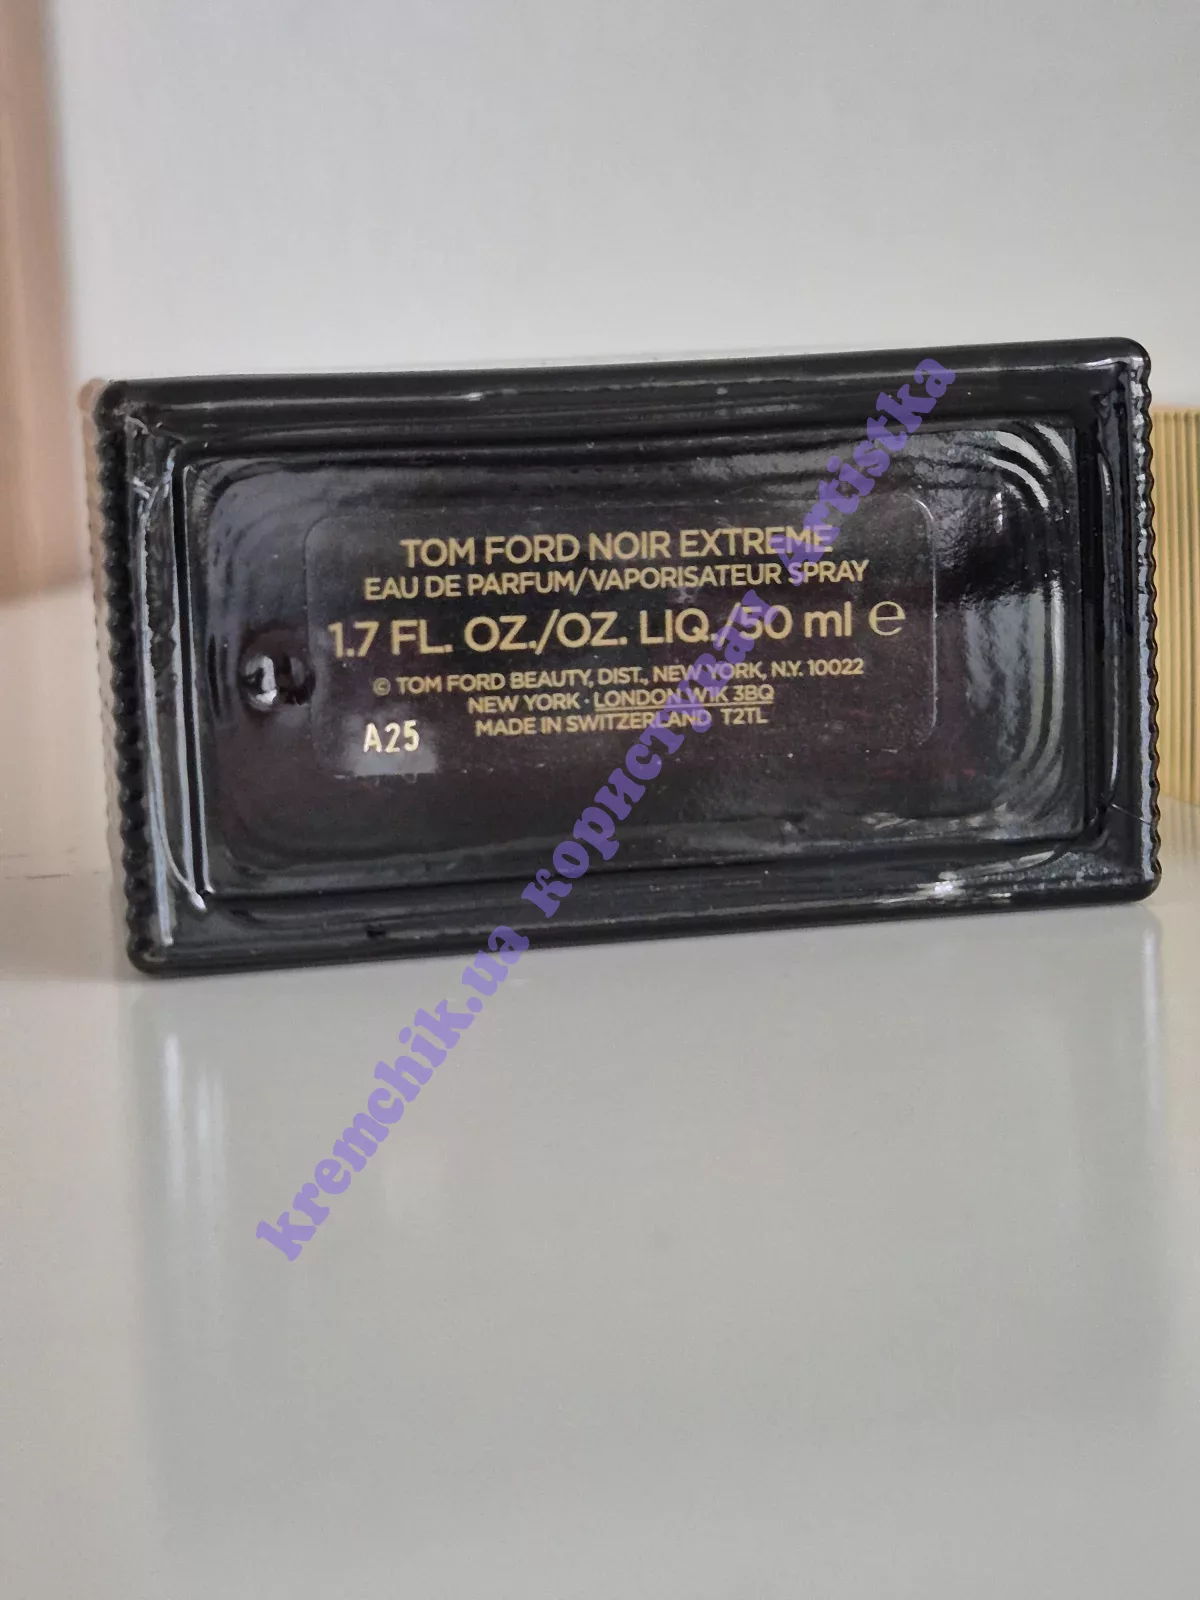 TOM FORD NOIR EXTREME
EAU DE PARFUM/VAPORISATEUR SPRAY
1.7 FL. OZ./OZ. LIQ./50 ml ℮
© TOM FORD BEAUTY, DIST., NEW YORK, N.Y. 10022
NEW YORK · LONDON W1K 3BQ
MADE IN SWITZERLAND T2TL
A25
kremchik.ua користувач Artistka